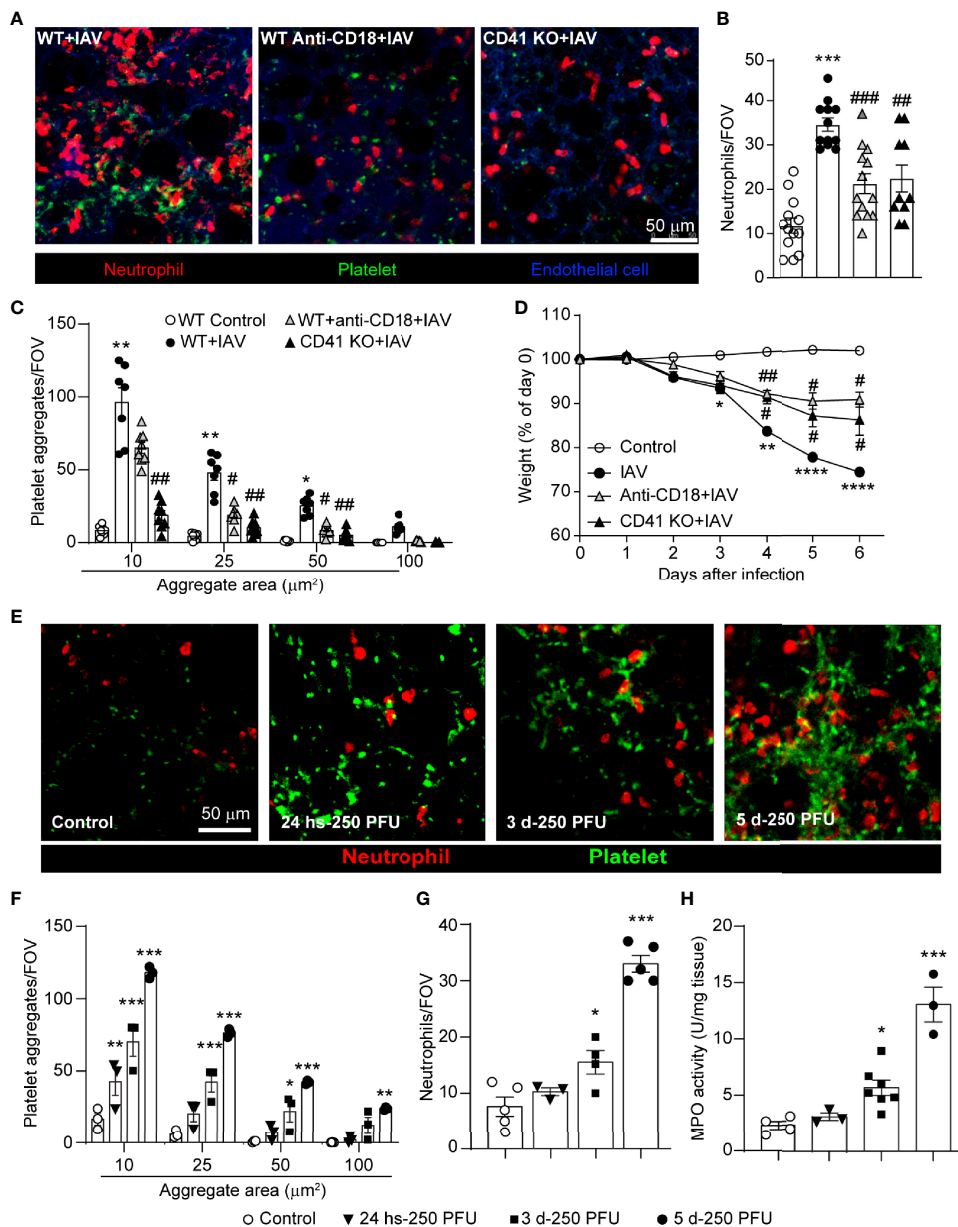 A
WT+IAV
WT Anti-CD18+IAV
CD41 KO+IAV
50 μm
Neutrophil
Platelet
Endothelial cell
B
Neutrophils/FOV
50
40
30
20
10
0
***
###
##
C
Platelet aggregates/FOV
150
100
50
0
WT Control
WT+IAV
WT+anti-CD18+IAV
CD41 KO+IAV
**
##
**
#
##
*
#
##
10
25
50
100
Aggregate area (μm²)
D
Weight (% of day 0)
110
100
90
80
70
60
##
#
#
*
#
#
#
**
****
****
Control
IAV
Anti-CD18+IAV
CD41 KO+IAV
0
1
2
3
4
5
6
Days after infection
E
Control
50 μm
24 hs-250 PFU
3 d-250 PFU
5 d-250 PFU
Neutrophil
Platelet
F
Platelet aggregates/FOV
150
100
50
0
**
***
***
***
***
*
***
**
10
25
50
100
Aggregate area (μm²)
G
Neutrophils/FOV
40
30
20
10
0
*
***
H
MPO activity (U/mg tissue)
20
15
10
5
0
*
***
Control
24 hs-250 PFU
3 d-250 PFU
5 d-250 PFU